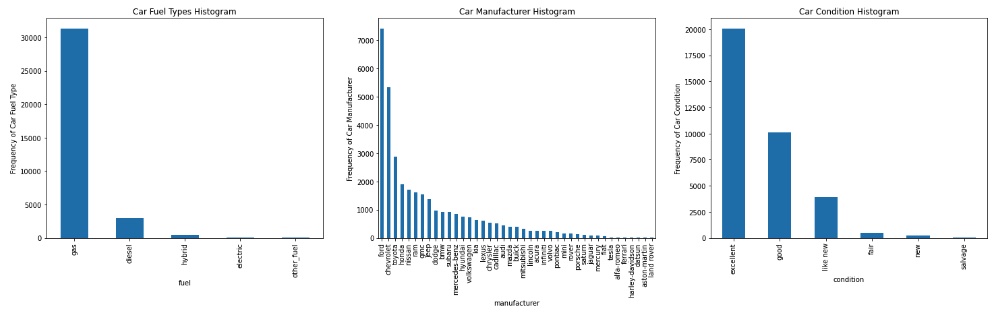 Car Fuel Types Histogram
Frequency of Car Fuel Type
30000
25000
20000
15000
10000
5000
0
gas
diesel
hybrid
electric
other_fuel
fuel
Car Manufacturer Histogram
Frequency of Car Manufacturer
7000
6000
5000
4000
3000
2000
1000
0
ford
chevrolet
toyota
honda
nissan
ram
gmc
jeep
dodge
bmw
subaru
mercedes-benz
hyundai
volkswagen
kia
lexus
chrysler
cadillac
audi
mazda
buick
mitsubishi
lincoln
acura
infiniti
volvo
pontiac
mini
rover
porsche
saturn
jaguar
mercury
fiat
tesla
alfa-romeo
ferrari
harley-davidson
datsun
aston-martin
land rover
manufacturer
Car Condition Histogram
Frequency of Car Condition
20000
17500
15000
12500
10000
7500
5000
2500
0
excellent
good
like new
fair
new
salvage
condition